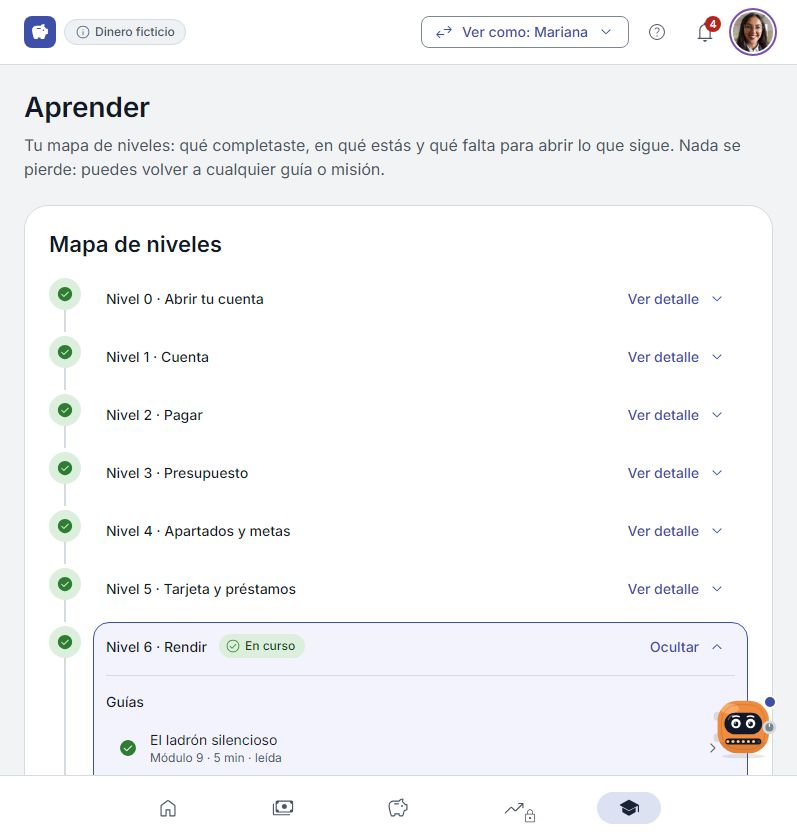 Dinero ficticio
Ver como: Mariana
4
Aprender
Tu mapa de niveles: qué completaste, en qué estás y qué falta para abrir lo que sigue. Nada se
pierde: puedes volver a cualquier guía o misión.
Mapa de niveles
Nivel 0 · Abrir tu cuenta
Ver detalle
Nivel 1 · Cuenta
Ver detalle
Nivel 2 · Pagar
Ver detalle
Nivel 3 · Presupuesto
Ver detalle
Nivel 4 · Apartados y metas
Ver detalle
Nivel 5 · Tarjeta y préstamos
Ver detalle
Nivel 6 · Rendir
En curso
Ocultar
Guías
El ladrón silencioso
Módulo 9 · 5 min · leída